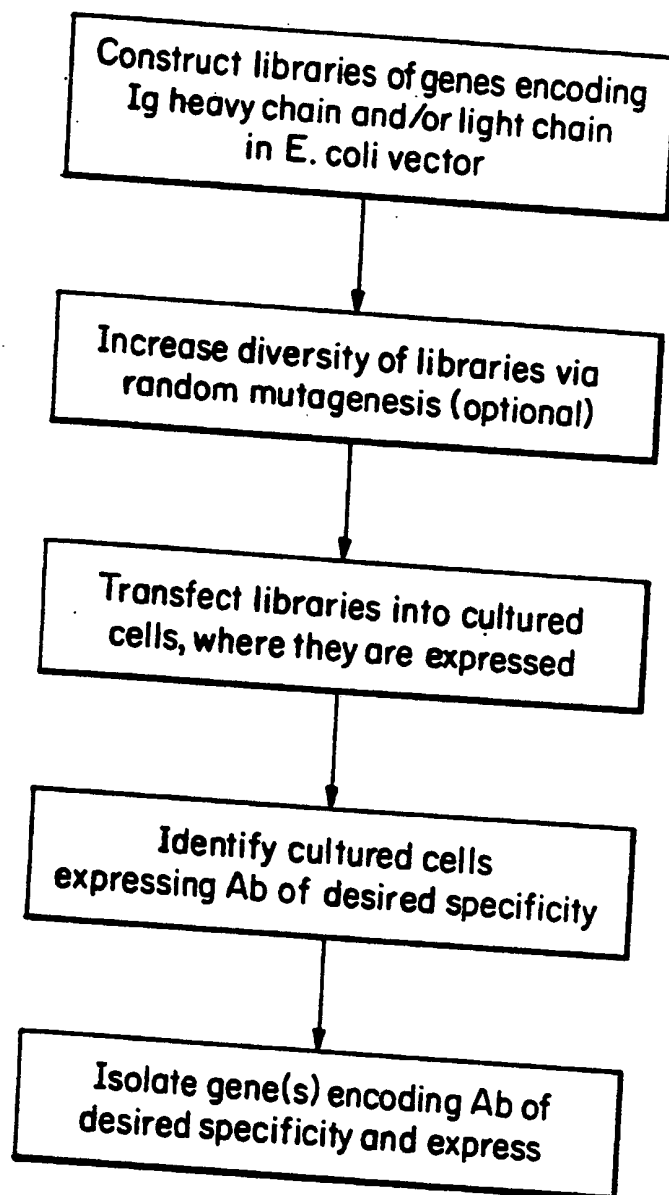 Construct libraries of genes encoding
Ig heavy chain and/or light chain
in E. coli vector
Increase diversity of libraries via
random mutagenesis (optional)
Transfect libraries into cultured
cells, where they are expressed
Identify cultured cells
expressing Ab of desired specificity
Isolate gene(s) encoding Ab of
desired specificity and express